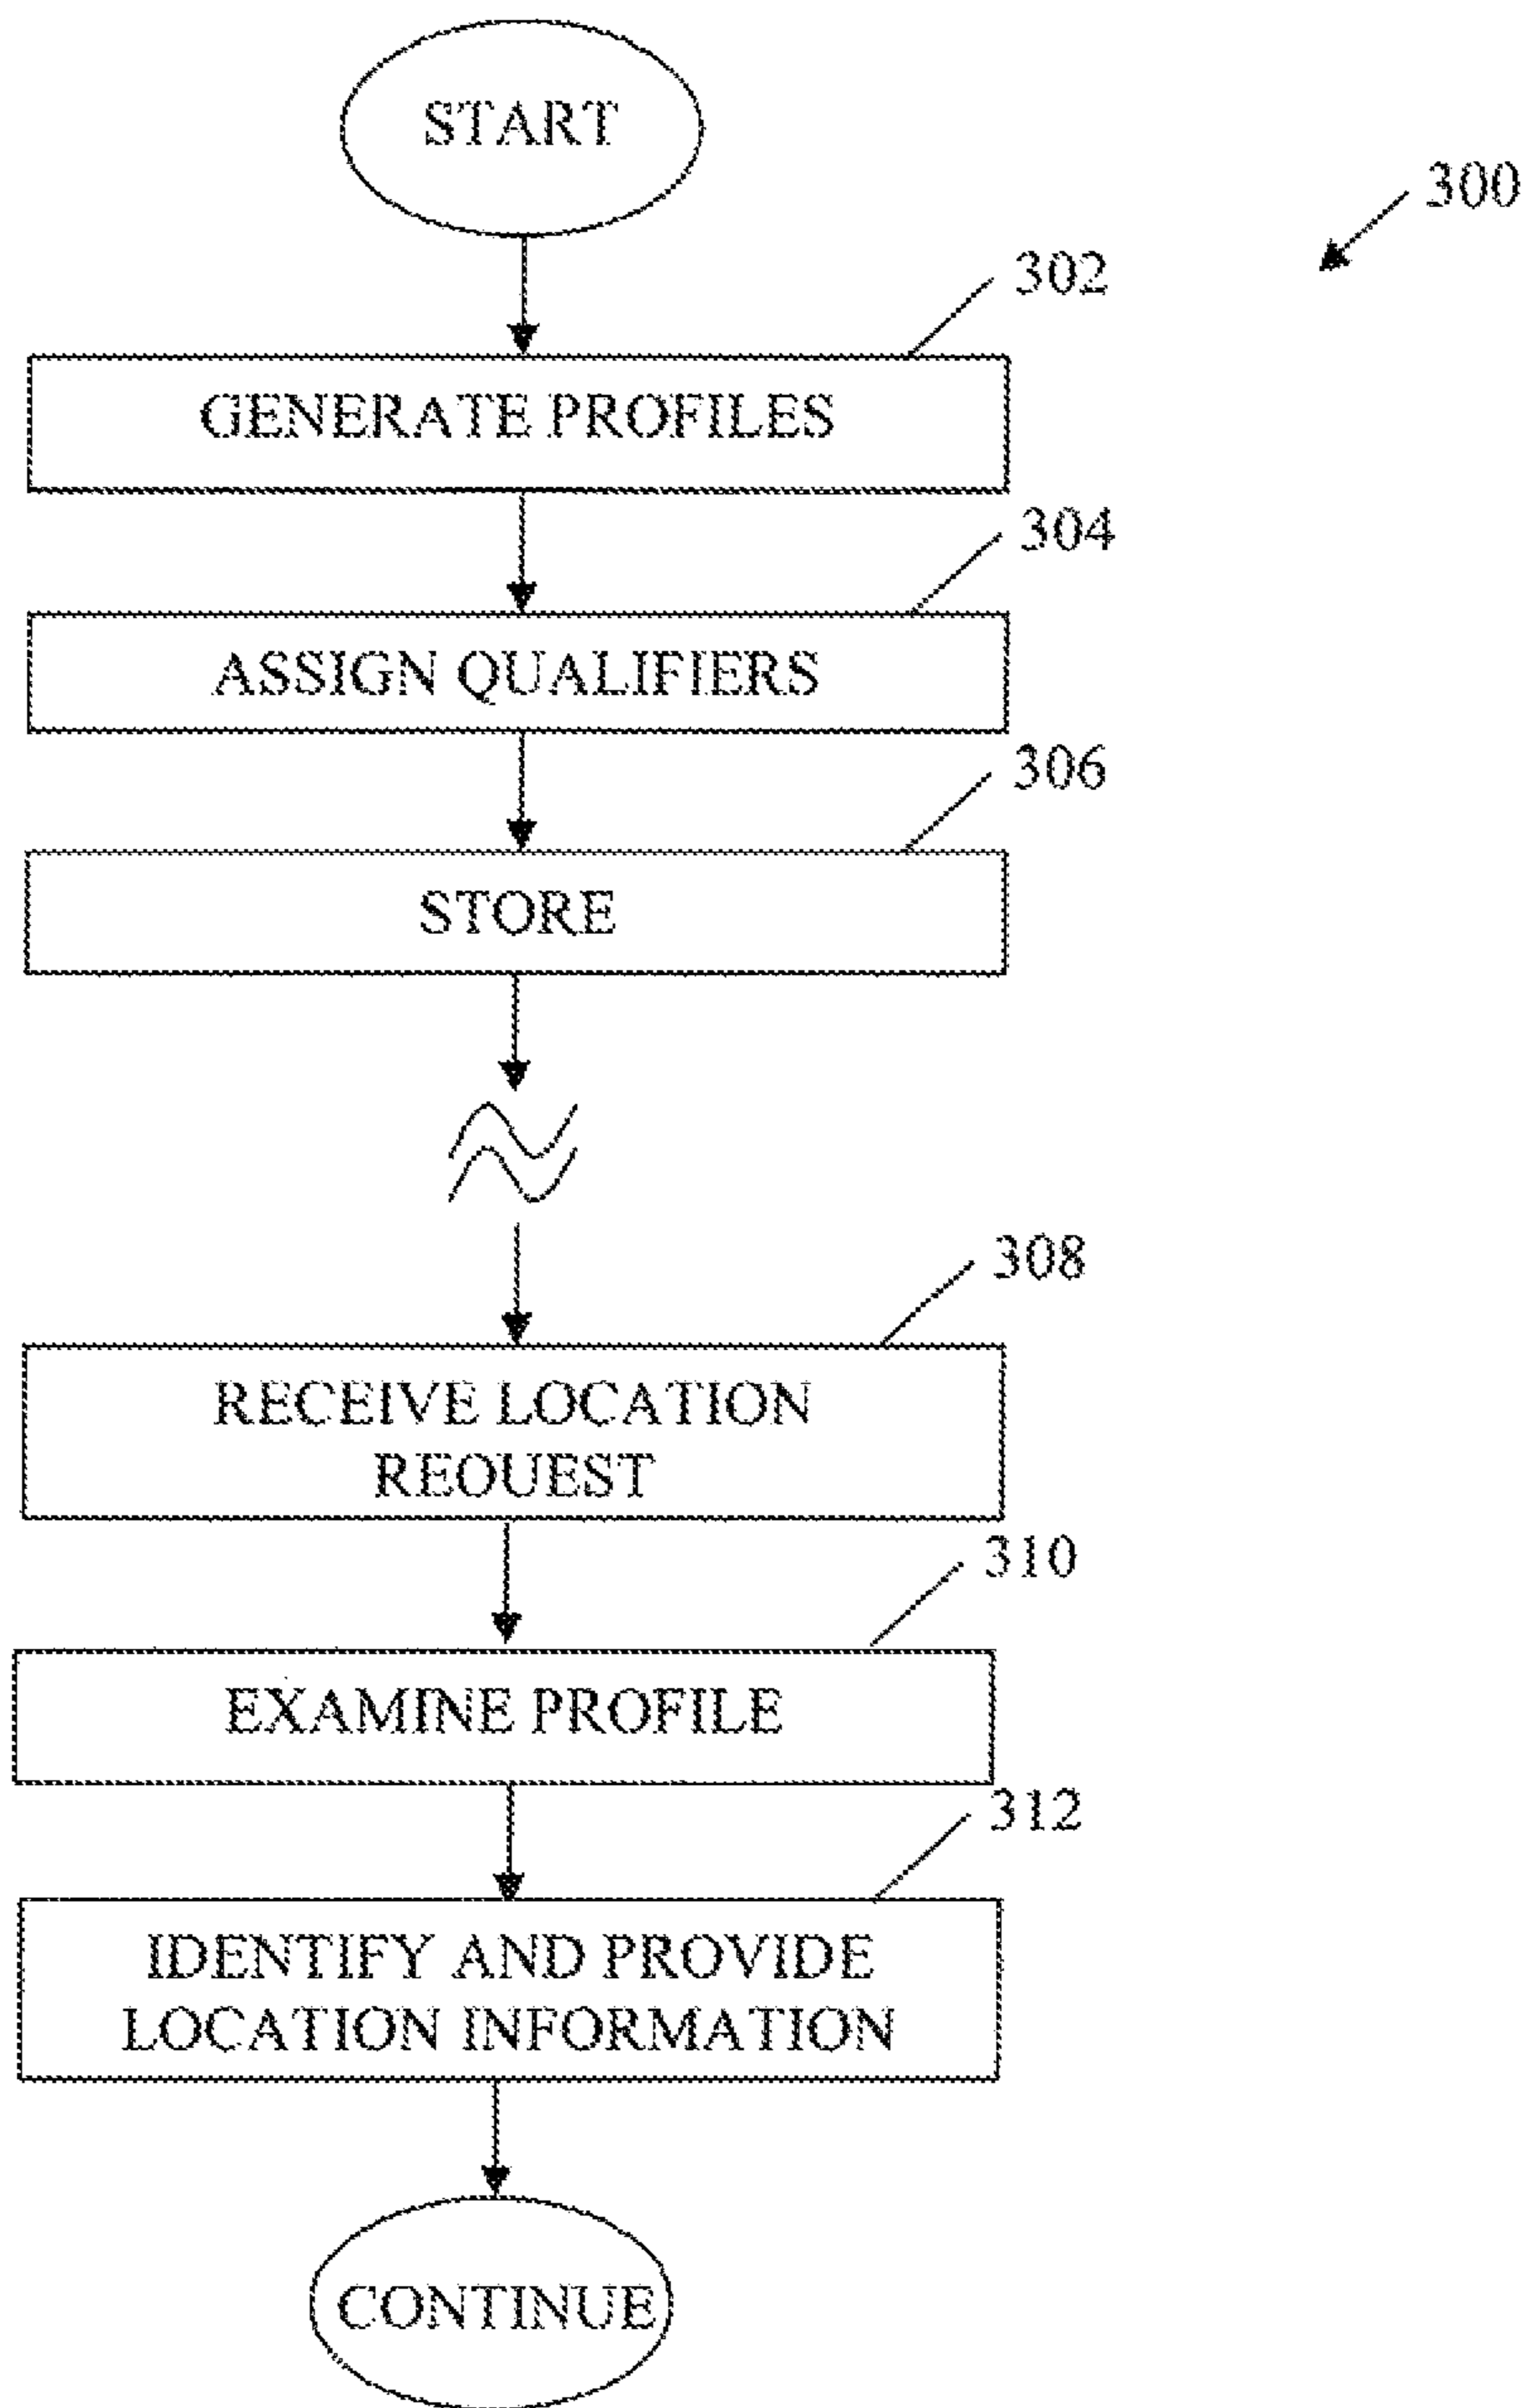 START
300
302
GENERATE PROFILES
304
ASSIGN QUALIFIERS
306
STORE
308
RECEIVE LOCATION
REQUEST
310
EXAMINE PROFILE
312
IDENTIFY AND PROVIDE
LOCATION INFORMATION
CONTINUE